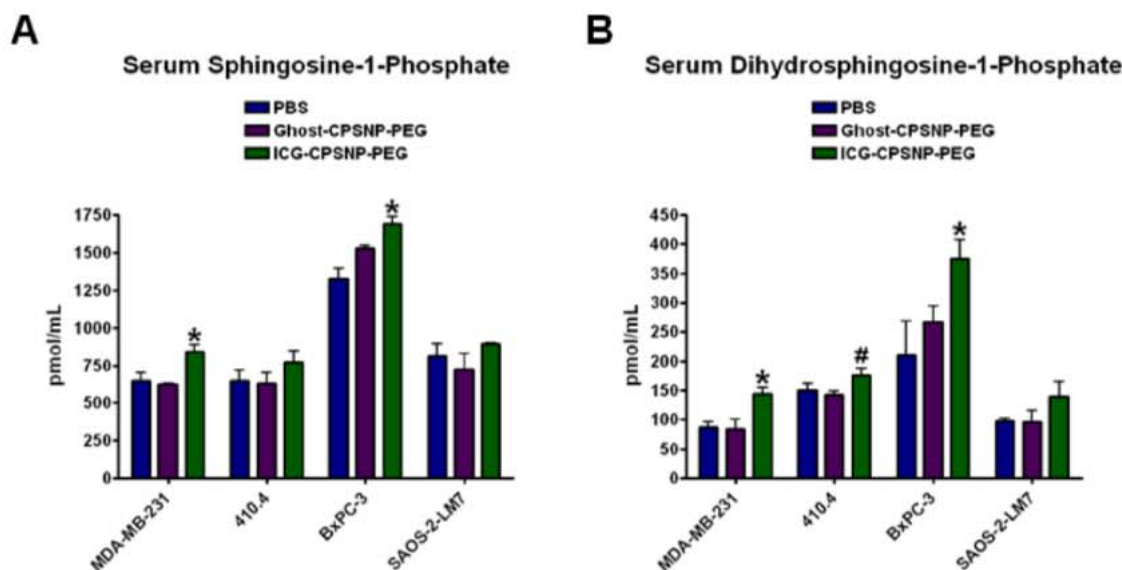 A
Serum Sphingosine-1-Phosphate
PBS
Ghost-CPSNP-PEG
ICG-CPSNP-PEG
pmol/mL
1750
1500
1250
1000
750
500
250
0
*
*
MDA-MB-231
410.4
BxPC-3
SAOS-2-LM7
B
Serum Dihydrosphingosine-1-Phosphate
PBS
Ghost-CPSNP-PEG
ICG-CPSNP-PEG
pmol/mL
450
400
350
300
250
200
150
100
50
0
*
#
*
MDA-MB-231
410.4
BxPC-3
SAOS-2-LM7